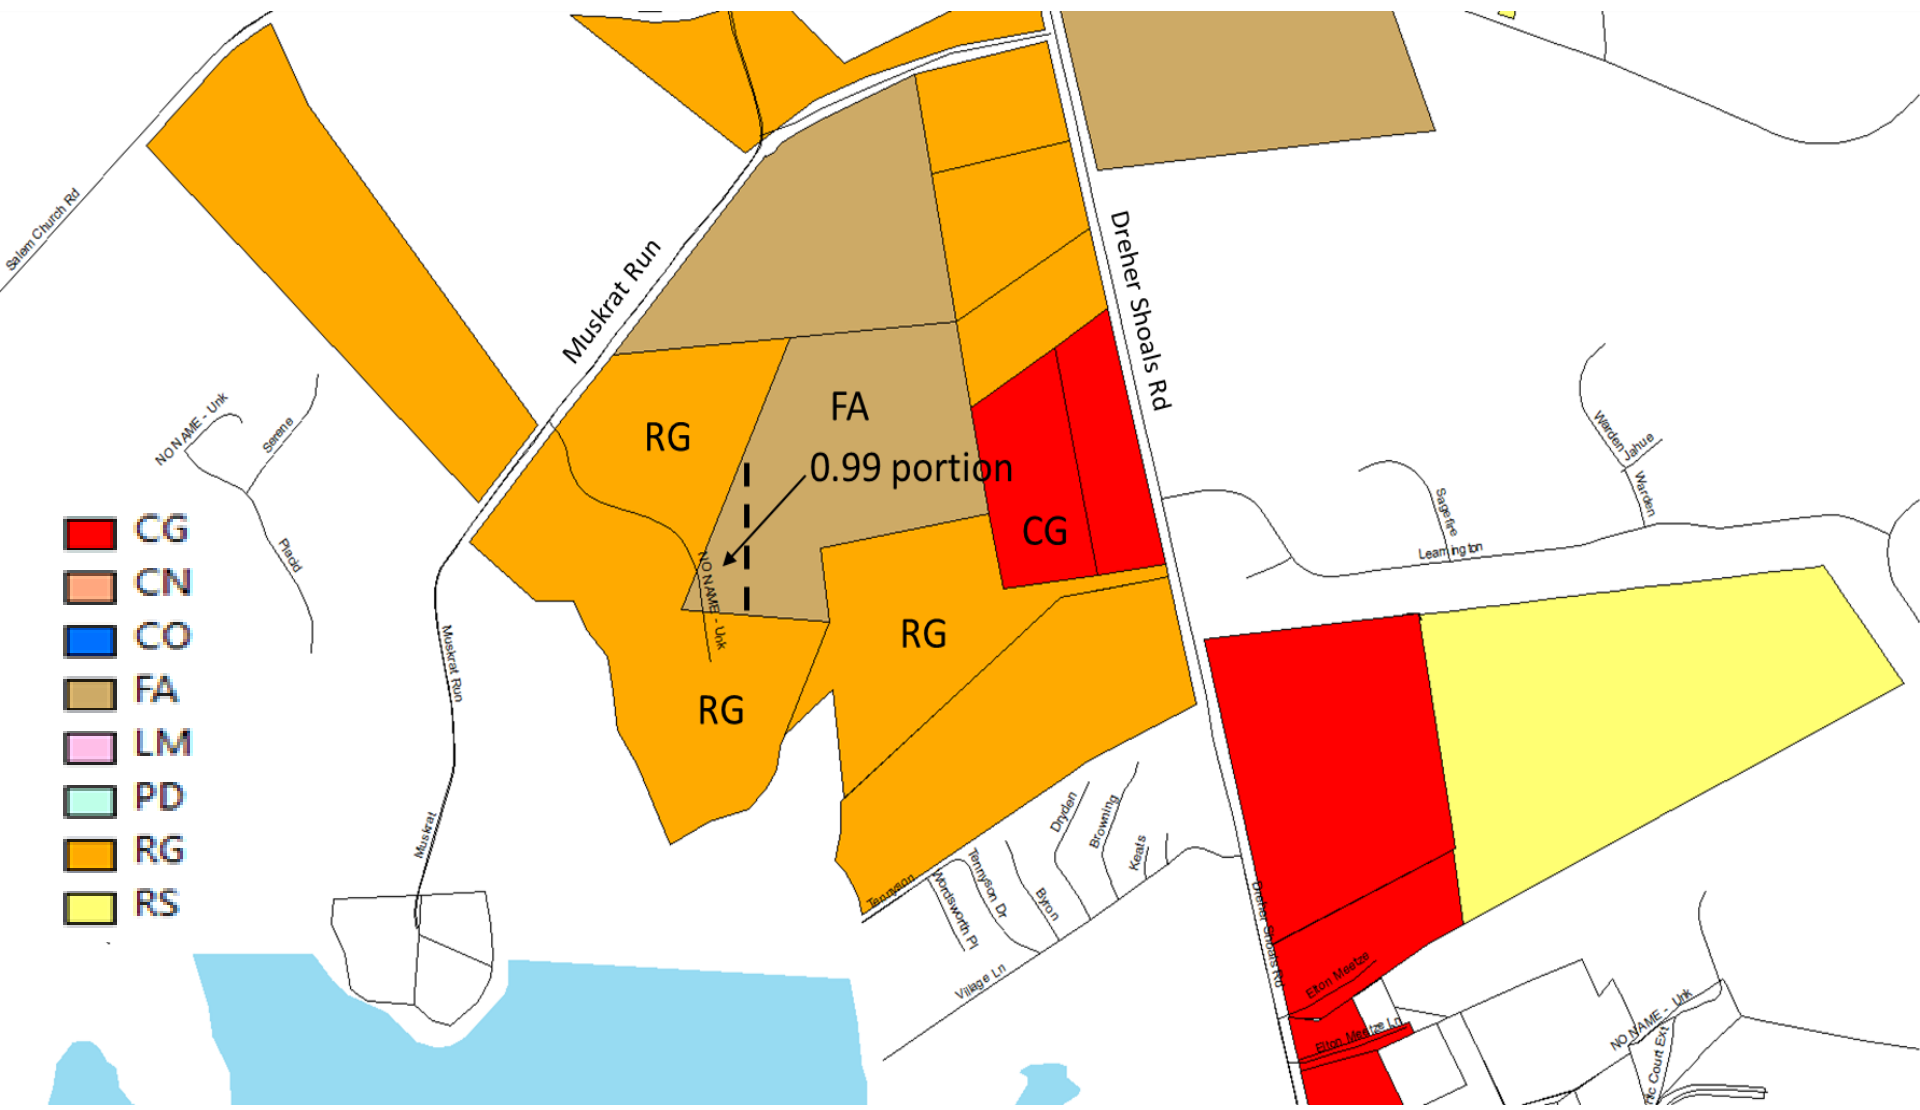 Salem Church Rd
Muskrat Run
Dreher Shoals Rd
NO NAME - Unk
Serene
Placid
RG
FA
0.99 portion
CG
NO NAME - Unk
RG
RG
Muskrat Run
Muskrat
CG
CN
CO
FA
LM
PD
RG
RS
Warden
Jahue
Warden
Sagefire
Leamington
Dryden
Browning
Keats
Tennyson
Wordsworth Pl
Tennyson Dr
Byron
Village Ln
Dreher Shoals Rd
Elton Meetze
Elton Meetze Ln
NO NAME - Unk
Court Ext